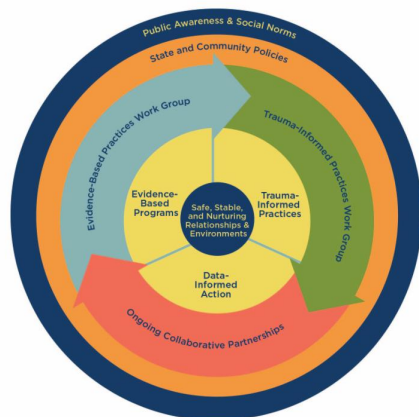 Public Awareness & Social Norms
State and Community Policies
Evidence-Based Practices Work Group
Trauma-Informed Practices Work Group
Evidence-
Based
Programs
Trauma-
Informed
Practices
Safe, Stable,
and Nurturing
Relationships &
Environments
Data-
Informed
Action
Ongoing Collaborative Partnerships